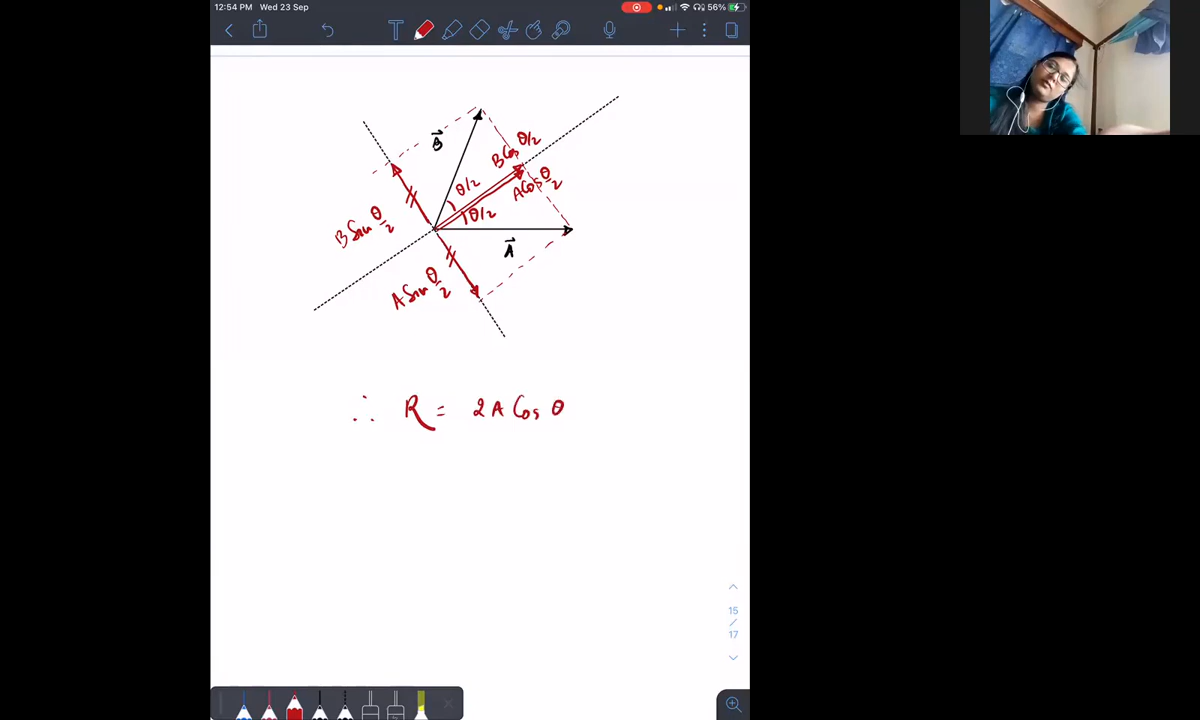 12:54 PM Wed 23 Sep
56%
T
B⃗
B Cos θ/2
A Cos θ/2
θ/2
θ/2
B Sin θ/2
A⃗
A Sin θ/2
∴ R = 2 A Cos θ
15
/
17